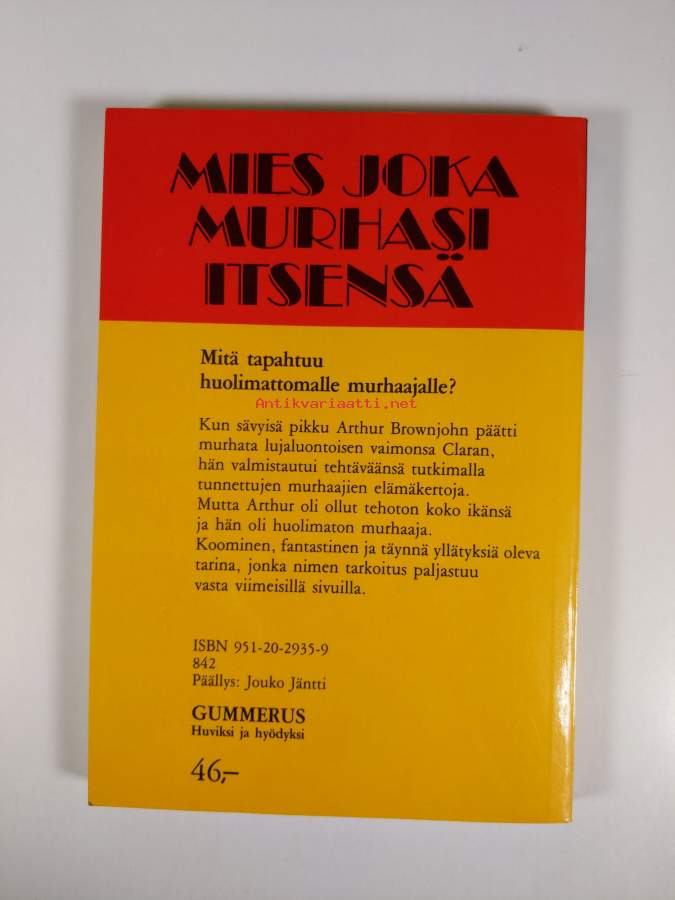 MIES JOKA
MURHASI
ITSENSÄ
Mitä tapahtuu
huolimattomalle murhaajalle?
Antikvariaatti.net
Kun sävyisä pikku Arthur Brownjohn päätti
murhata lujaluontoisen vaimonsa Claran,
hän valmistautui tehtäväänsä tutkimalla
tunnettujen murhaajien elämäkertoja.
Mutta Arthur oli ollut tehoton koko ikänsä
ja hän oli huolimaton murhaaja.
Koominen, fantastinen ja täynnä yllätyksiä oleva
tarina, jonka nimen tarkoitus paljastuu
vasta viimeisillä sivuilla.
ISBN 951-20-2935-9
842
Päällys: Jouko Jäntti
GUMMERUS
Huviksi ja hyödyksi
46,–